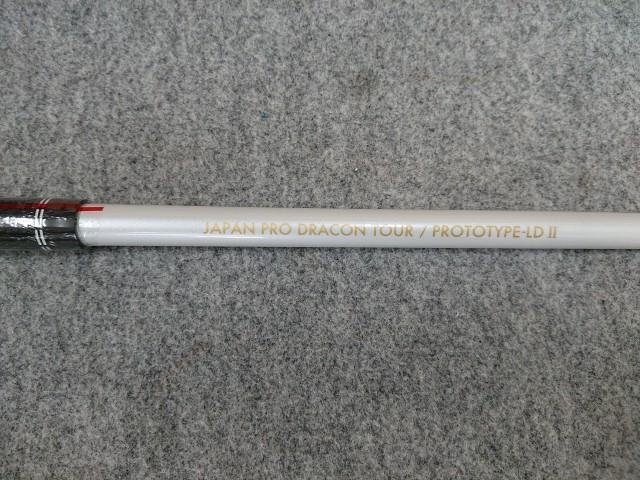 JAPAN PRO DRACON TOUR / PROTOTYPE-LD II